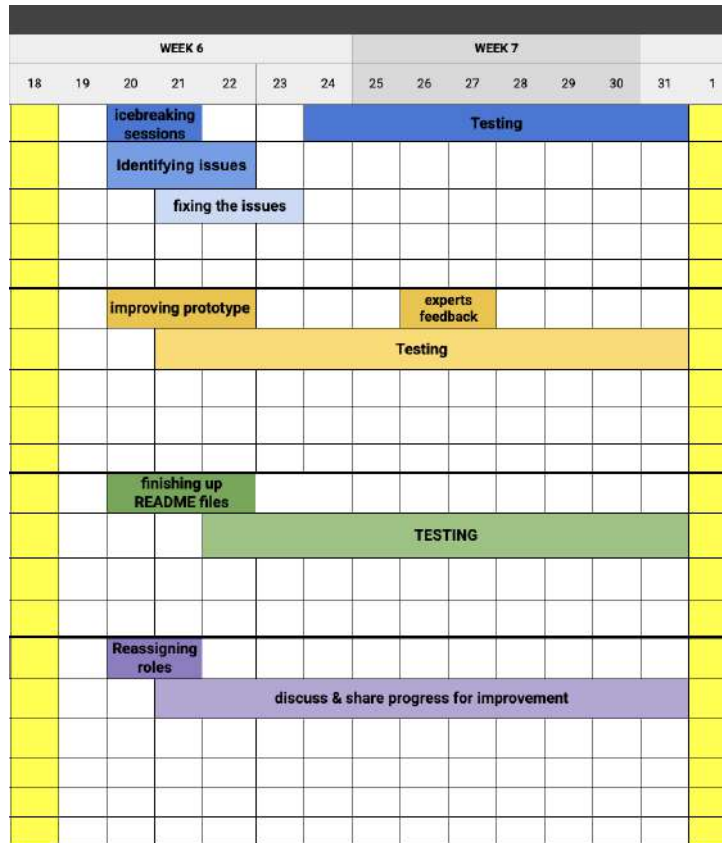 WEEK 6 WEEK 7
18 19 20 21 22 23 24 25 26 27 28 29 30 31 1
icebreaking
sessions
Testing
Identifying issues
fixing the issues
improving prototype
experts
feedback
Testing
finishing up
README files
TESTING
Reassigning
roles
discuss & share progress for improvement